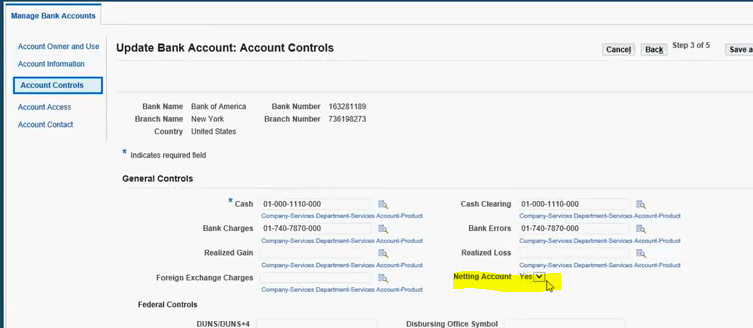 Manage Bank Accounts
Account Owner and Use
Account Information
Account Controls
Account Access
Account Contact
Update Bank Account: Account Controls
Cancel Back Step 3 of 5 Save a
Bank Name Bank of America Bank Number 163281189
Branch Name New York Branch Number 736198273
Country United States
* Indicates required field
General Controls
* Cash 01-000-1110-000 Cash Clearing 01-000-1110-000
Company-Services Department-Services Account-Product Company-Services Department-Services Account-Product
Bank Charges 01-740-7870-000 Bank Errors 01-740-7870-000
Company-Services Department-Services Account-Product Company-Services Department-Services Account-Product
Realized Gain Realized Loss
Company-Services Department-Services Account-Product Company-Services Department-Services Account-Product
Foreign Exchange Charges Netting Account Yes
Company-Services Department-Services Account-Product
Federal Controls
DUNS/DUNS+4 Disbursing Office Symbol